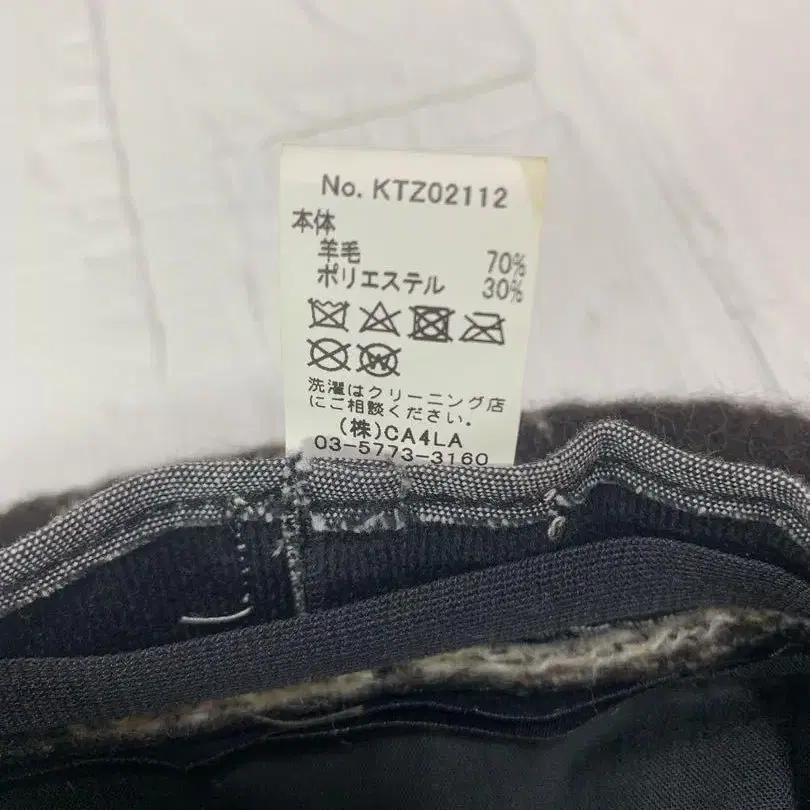 No. KTZ02112
本体
羊毛 70%
ポリエステル 30%
洗濯はクリーニング店
にご相談ください。
(株)CA4LA
03-5773-3160